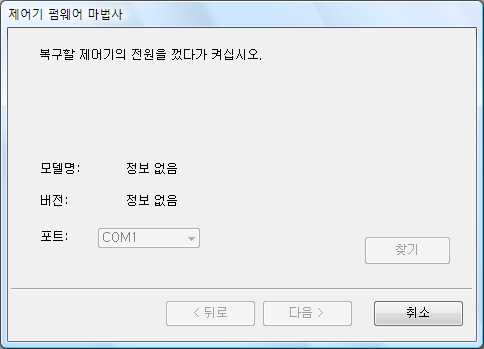 제어기 펌웨어 마법사
복구할 제어기의 전원을 껐다가 켜십시오.
모델명: 정보 없음
버전: 정보 없음
포트: COM1
찾기
< 뒤로 다음 > 취소